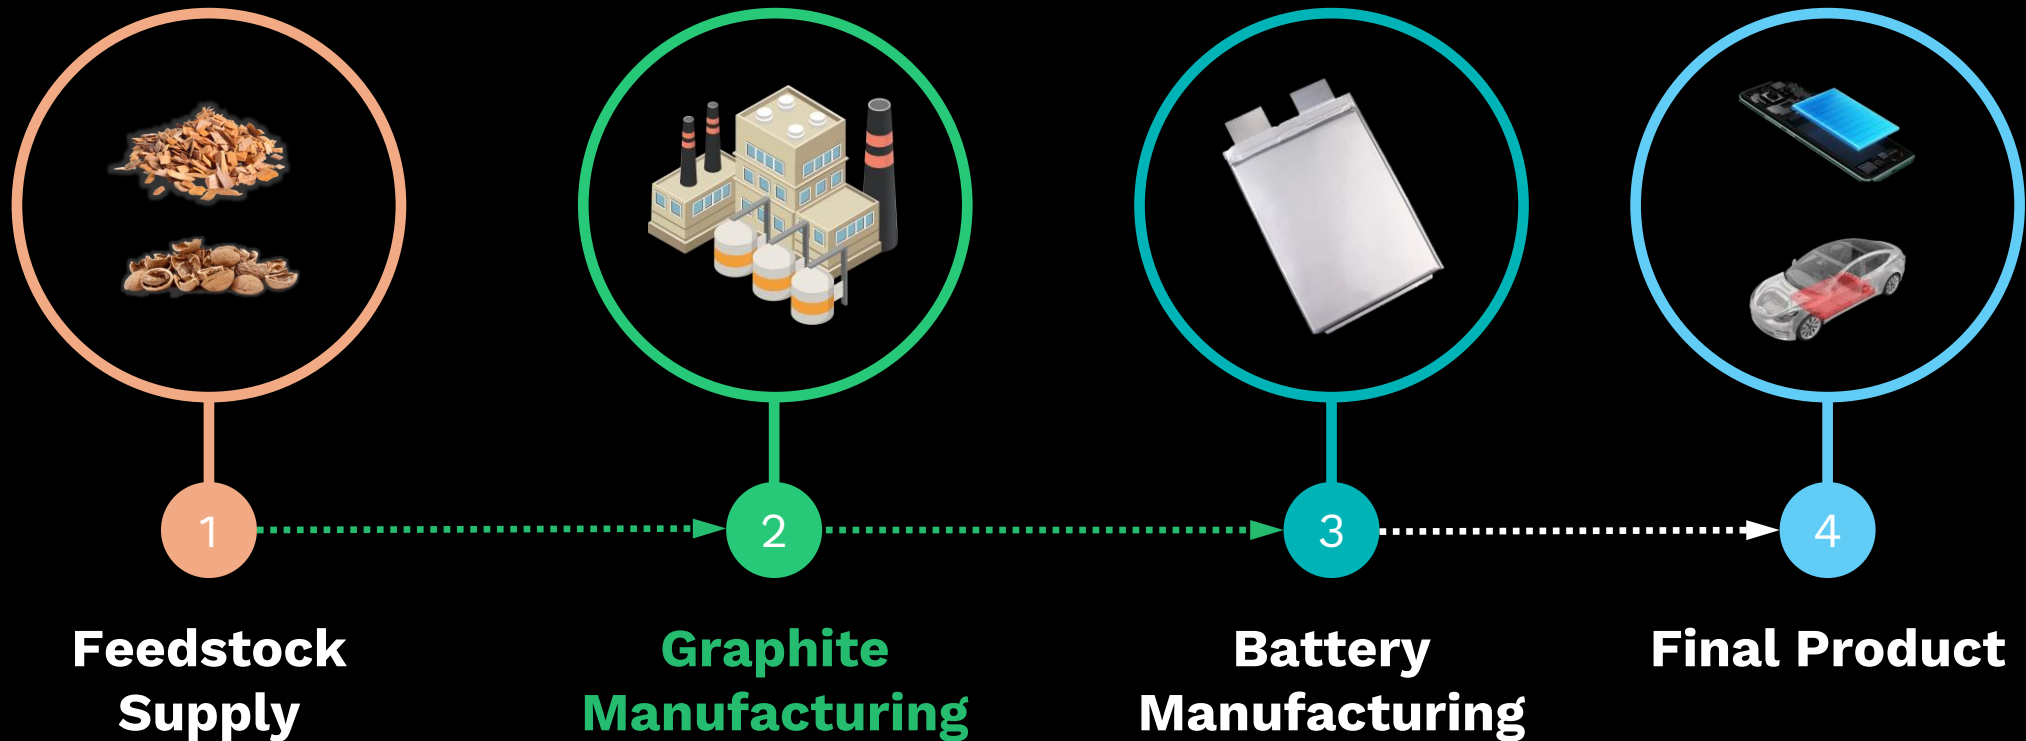 1
2
3
4
Feedstock
Supply
Graphite
Manufacturing
Battery
Manufacturing
Final Product